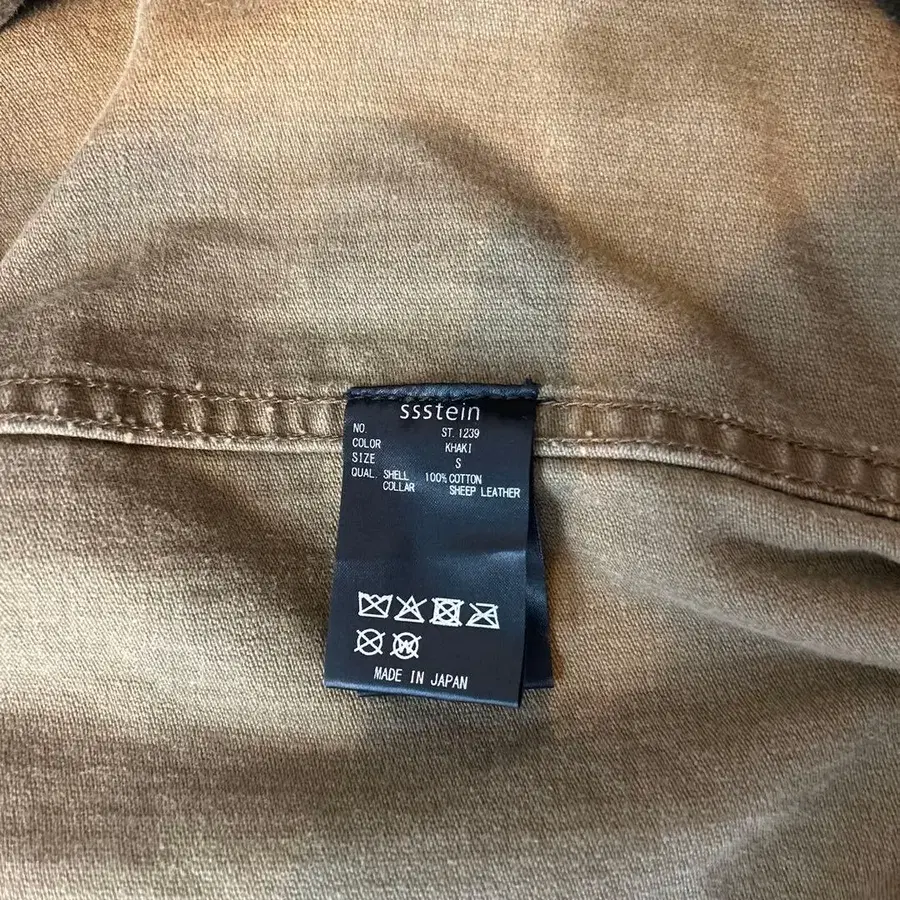 ssstein
NO. ST.1239
COLOR KHAKI
SIZE S
QUAL. SHELL 100% COTTON
COLLAR SHEEP LEATHER
W
MADE IN JAPAN